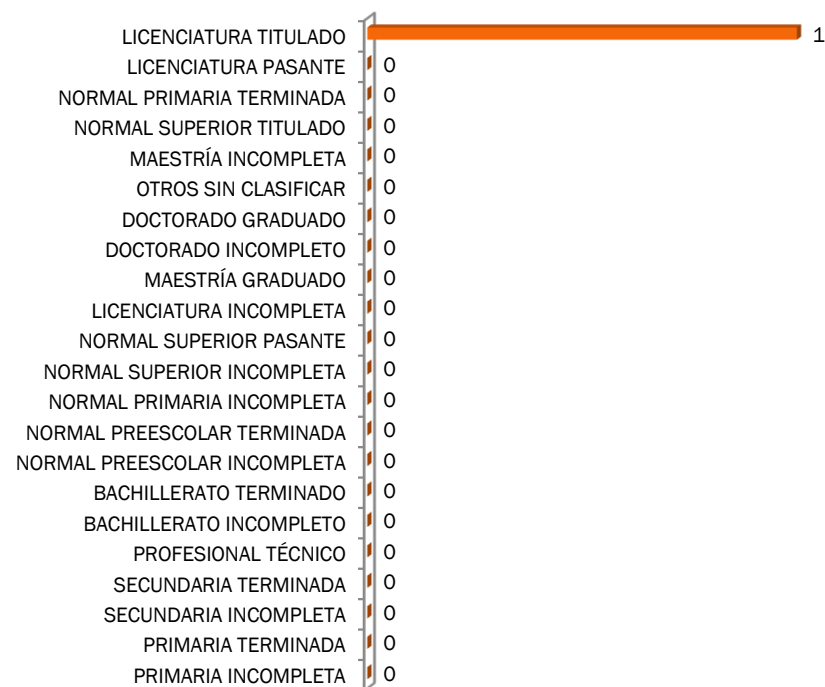 LICENCIATURA TITULADO 1
LICENCIATURA PASANTE 0
NORMAL PRIMARIA TERMINADA 0
NORMAL SUPERIOR TITULADO 0
MAESTRÍA INCOMPLETA 0
OTROS SIN CLASIFICAR 0
DOCTORADO GRADUADO 0
DOCTORADO INCOMPLETO 0
MAESTRÍA GRADUADO 0
LICENCIATURA INCOMPLETA 0
NORMAL SUPERIOR PASANTE 0
NORMAL SUPERIOR INCOMPLETA 0
NORMAL PRIMARIA INCOMPLETA 0
NORMAL PREESCOLAR TERMINADA 0
NORMAL PREESCOLAR INCOMPLETA 0
BACHILLERATO TERMINADO 0
BACHILLERATO INCOMPLETO 0
PROFESIONAL TÉCNICO 0
SECUNDARIA TERMINADA 0
SECUNDARIA INCOMPLETA 0
PRIMARIA TERMINADA 0
PRIMARIA INCOMPLETA 0